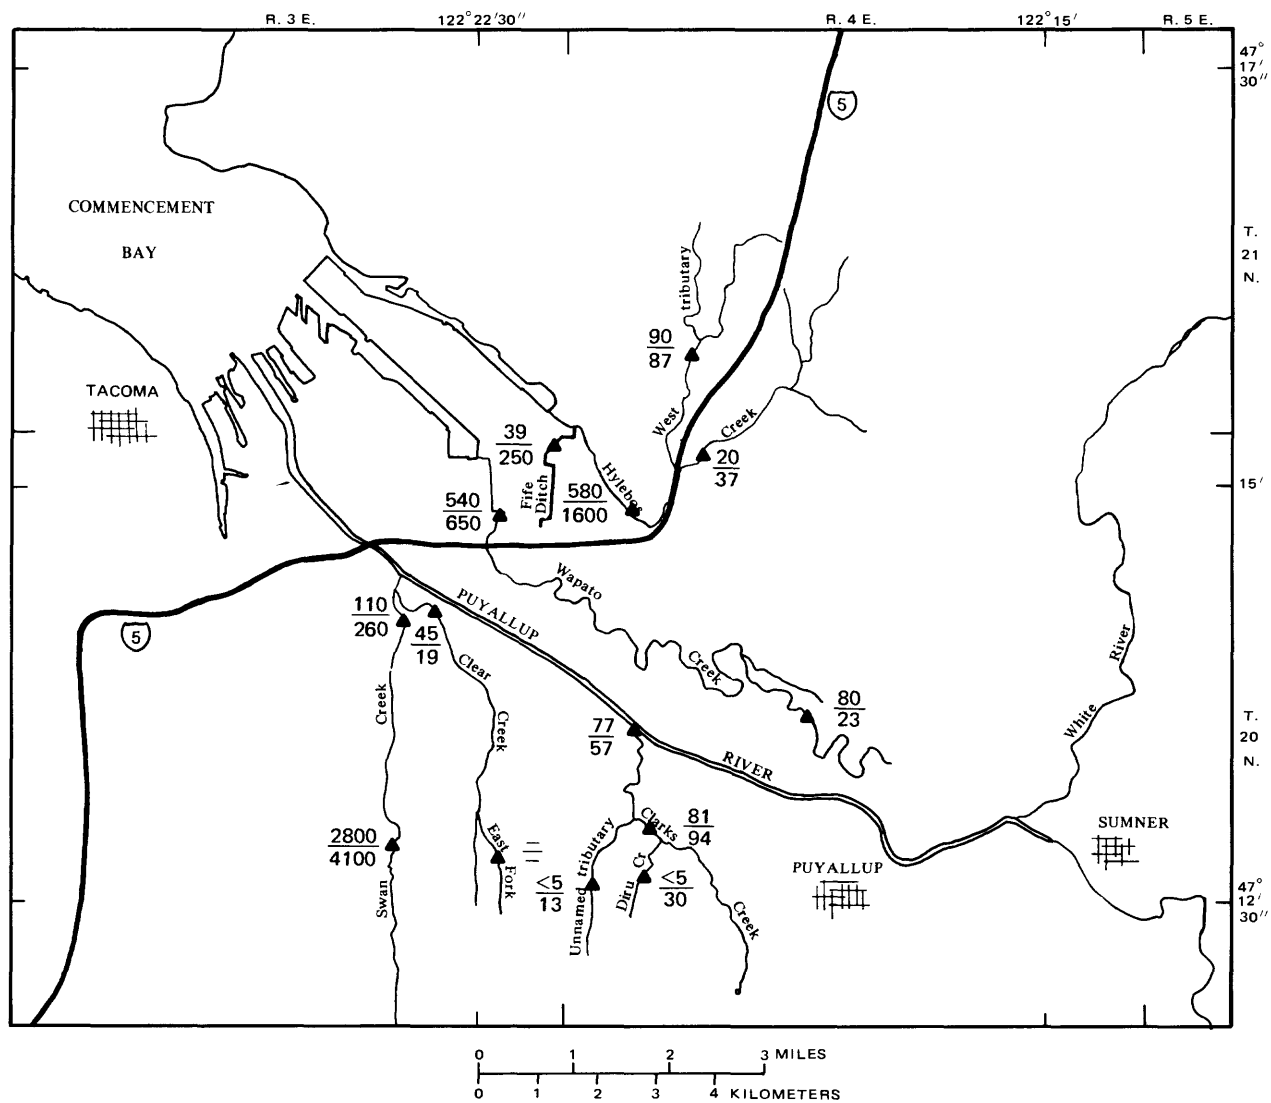 R. 3 E.
122° 22′ 30″
R. 4 E.
122° 15′
R. 5 E.
47°
17′
30″
5
COMMENCEMENT
BAY
T.
21
N.
tributary
90
87
TACOMA
West
Creek
39
250
20
37
15′
Fife
Ditch
Hylebos
580
1600
540
650
Wapato
PUYALLUP
110
260
45
19
5
Clear
Creek
River
Creek
Creek
80
23
White
T.
20
N.
77
57
RIVER
2800
4100
East
Fork
Clarks
81
94
SUMNER
tributary
PUYALLUP
<5
13
Diru Cr
<5
30
47°
12′
30″
Swan
Unnamed
Creek
0 1 2 3 MILES
0 1 2 3 4 KILOMETERS